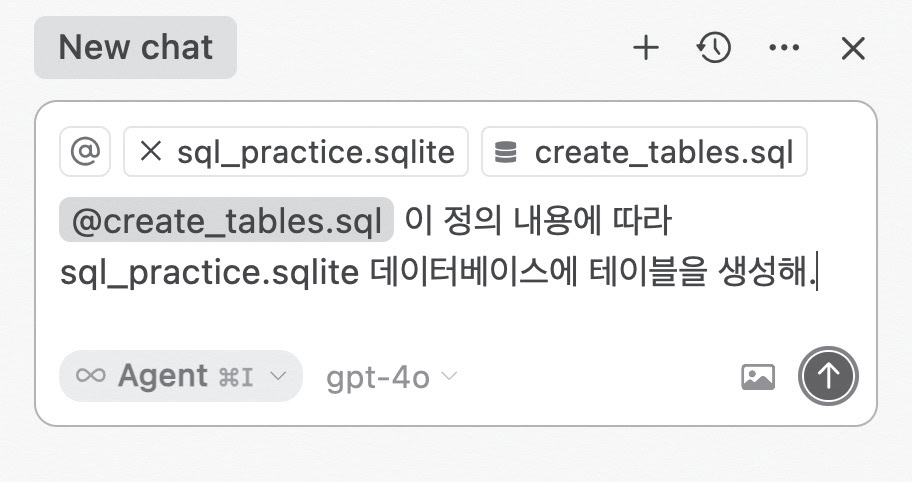 New chat
@ sql_practice.sqlite create_tables.sql
@create_tables.sql 이 정의 내용에 따라
sql_practice.sqlite 데이터베이스에 테이블을 생성해.
Agent ⌘I gpt-4o